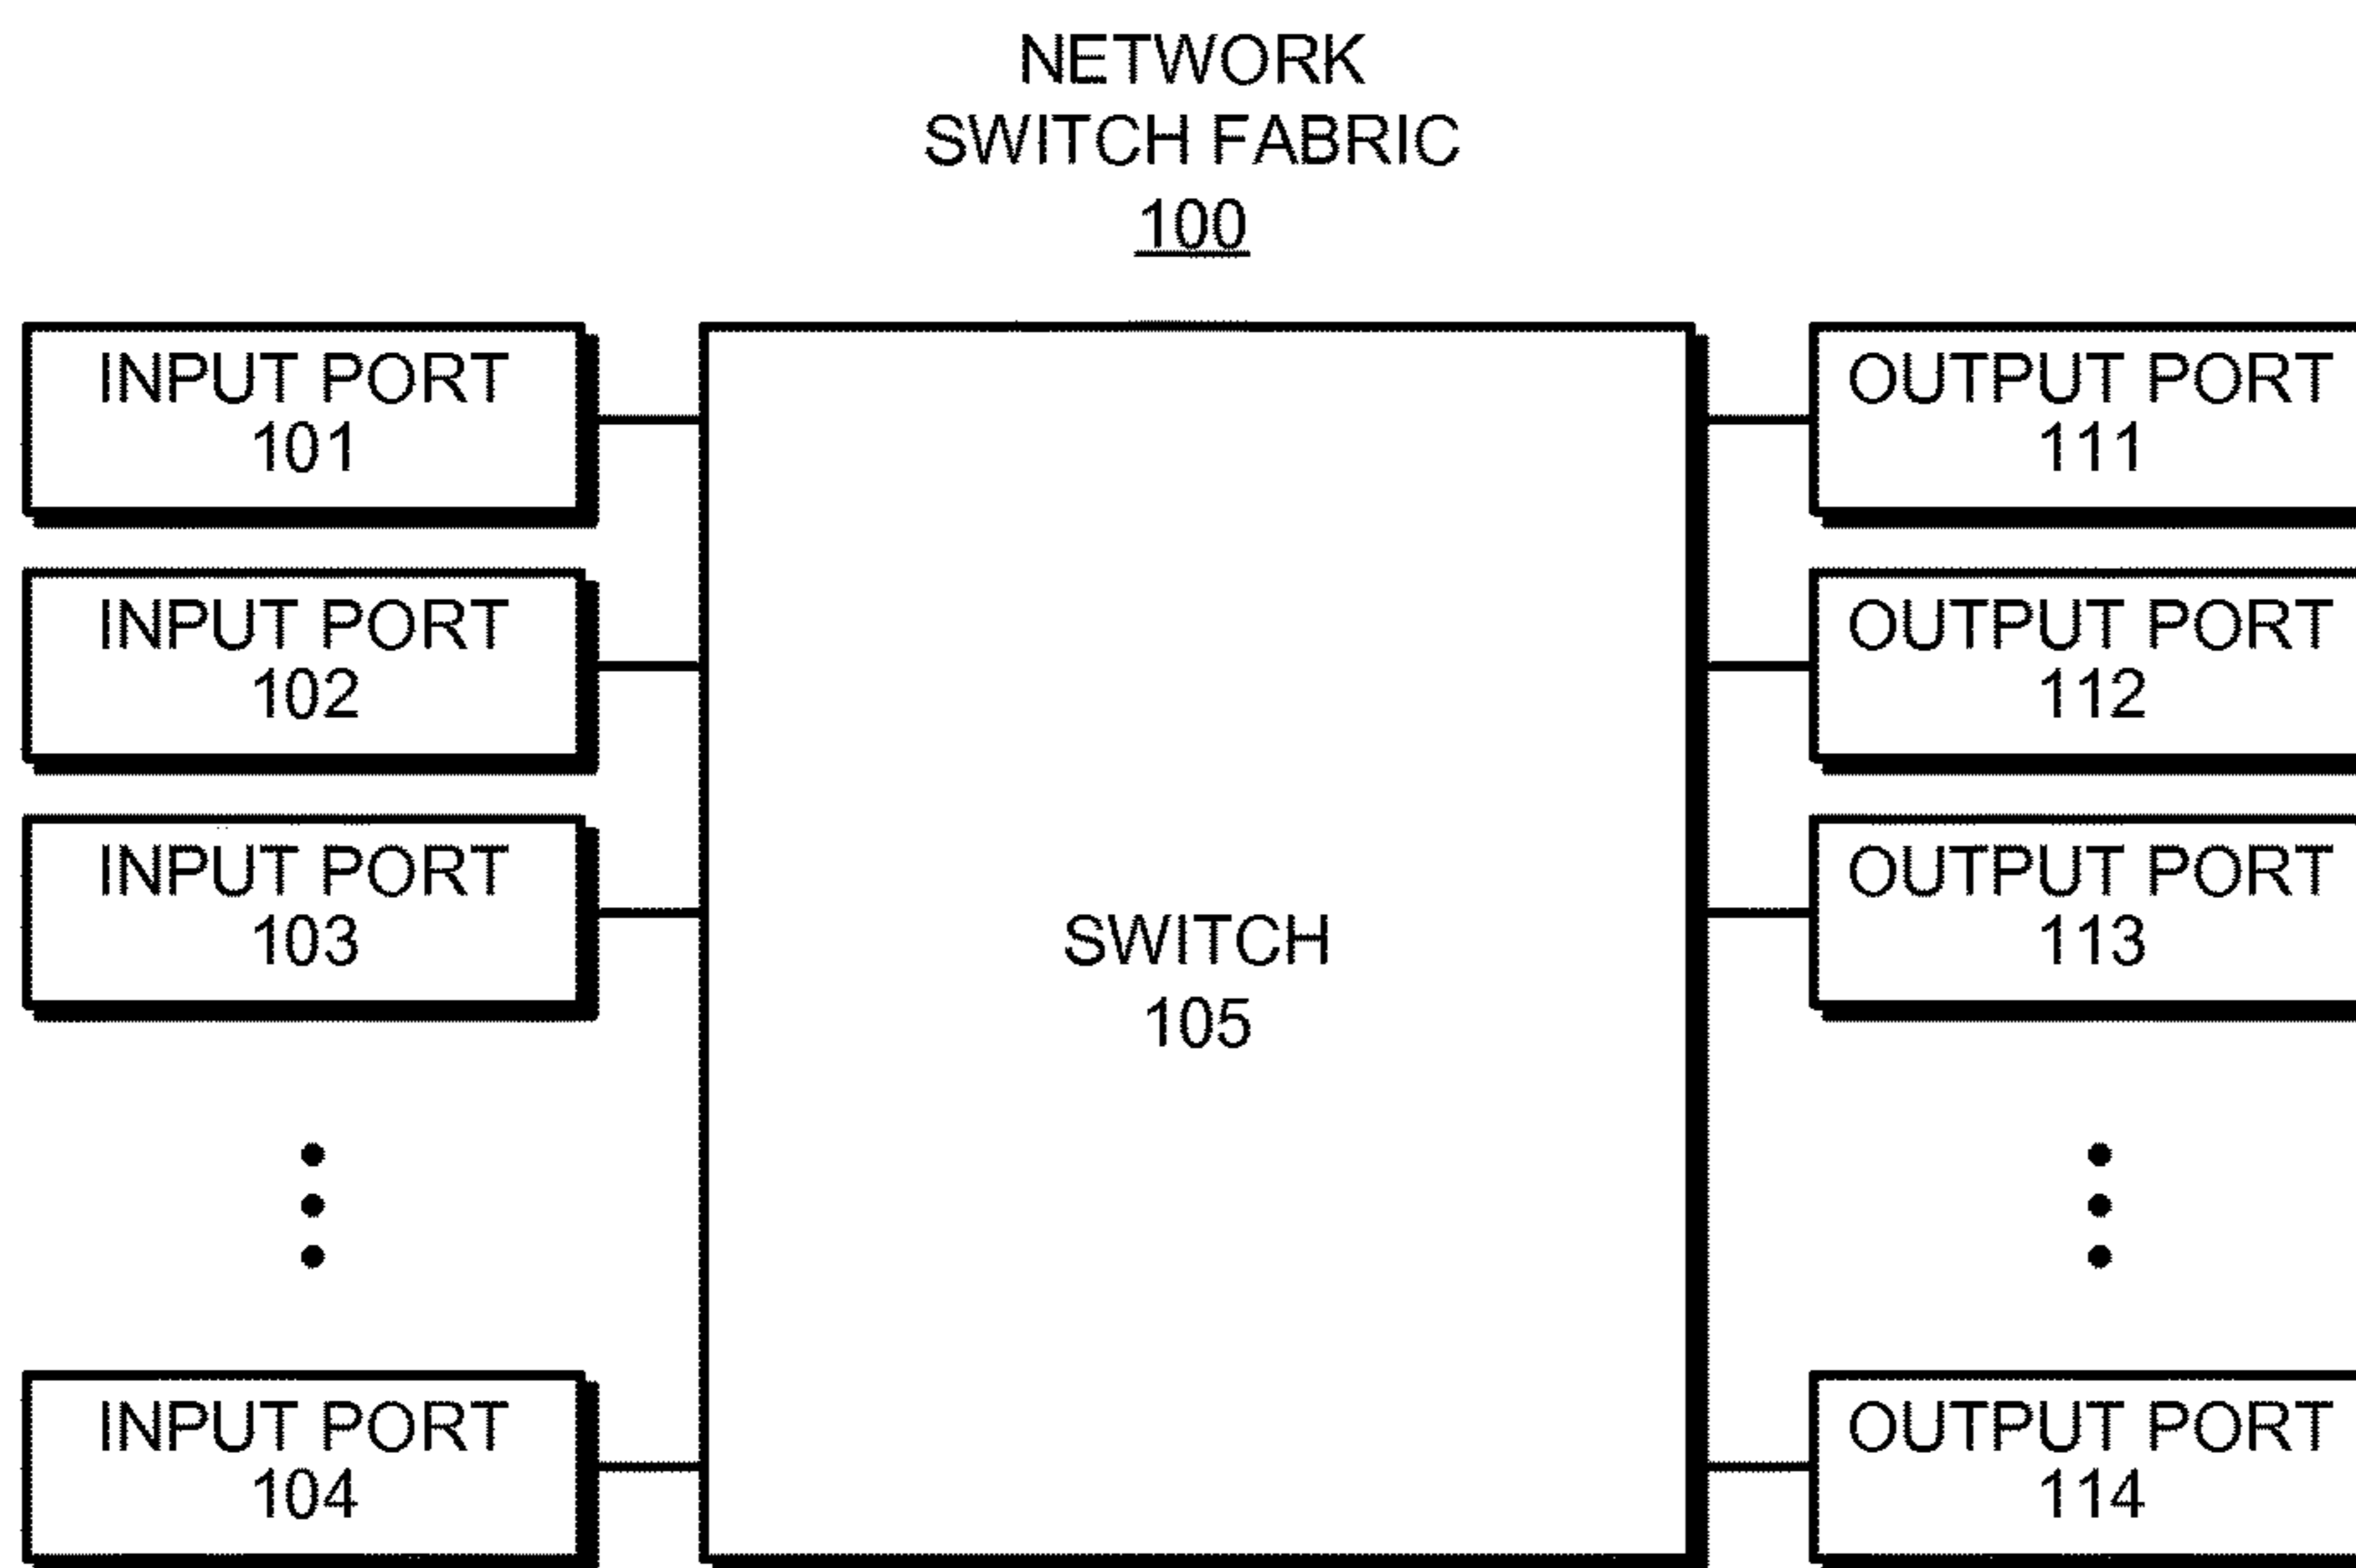 NETWORK
SWITCH FABRIC
100
INPUT PORT
101
INPUT PORT
102
INPUT PORT
103
INPUT PORT
104
SWITCH
105
OUTPUT PORT
111
OUTPUT PORT
112
OUTPUT PORT
113
OUTPUT PORT
114